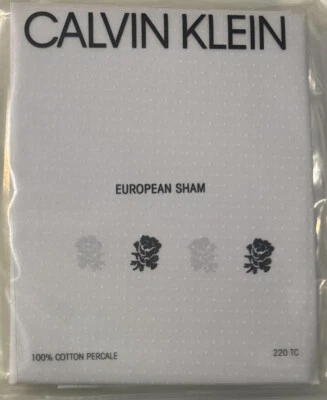 CALVIN KLEIN
EUROPEAN SHAM
100% COTTON PERCALE
220 TC